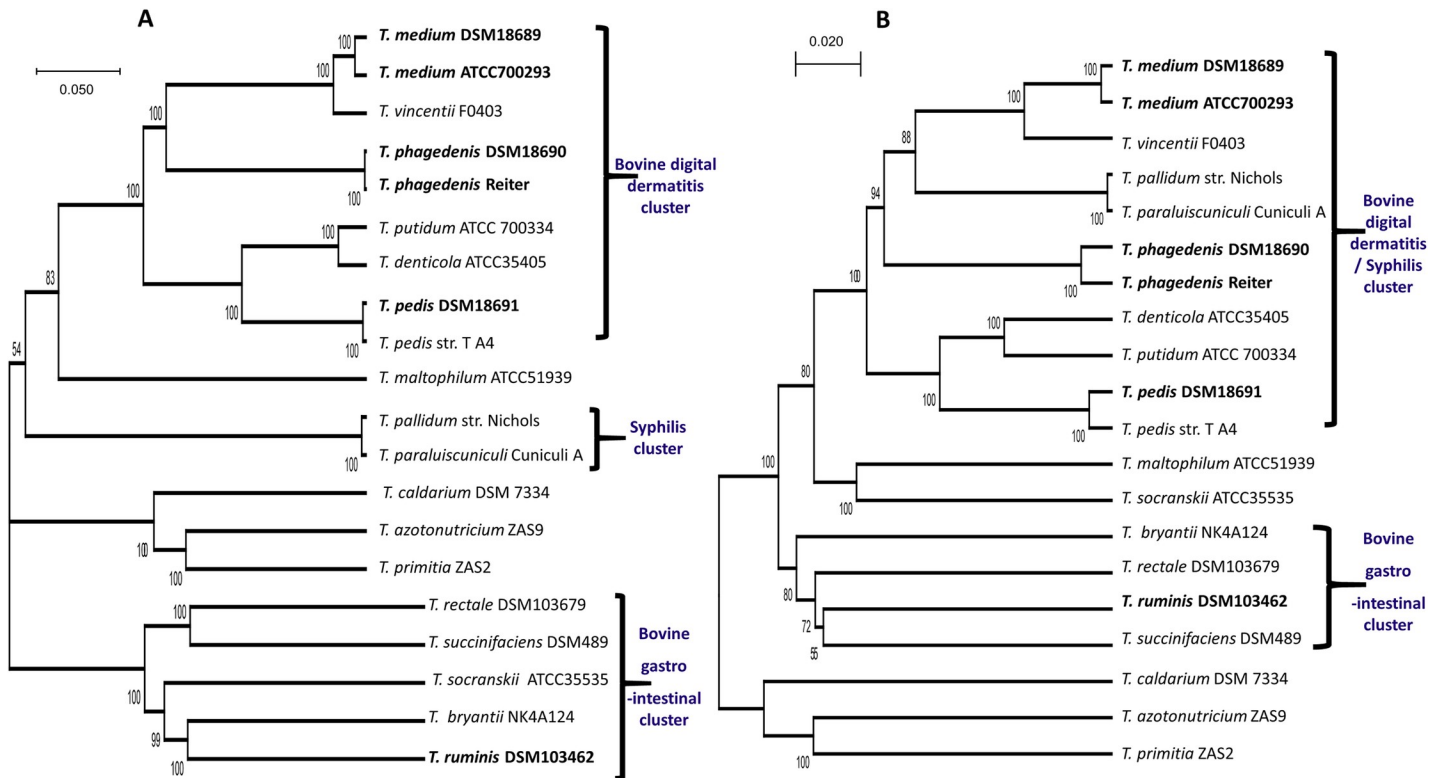 A
0.050
T. medium DSM18689
T. medium ATCC700293
T. vincentii F0403
T. phagedenis DSM18690
T. phagedenis Reiter
T. putidum ATCC 700334
T. denticola ATCC35405
T. pedis DSM18691
T. pedis str. T A4
T. maltophilum ATCC51939
T. pallidum str. Nichols
T. paraluiscuniculi Cuniculi A
T. caldarium DSM 7334
T. azotonutricium ZAS9
T. primitia ZAS2
T. rectale DSM103679
T. succinifaciens DSM489
T. socranskii ATCC35535
T. bryantii NK4A124
T. ruminis DSM103462
100
100
100
100
100
100
100
100
100
83
54
100
100
100
100
100
99
100
Bovine digital
dermatitis
cluster
Syphilis
cluster
Bovine
gastro
-intestinal
cluster
B
0.020
T. medium DSM18689
T. medium ATCC700293
T. vincentii F0403
T. pallidum str. Nichols
T. paraluiscuniculi Cuniculi A
T. phagedenis DSM18690
T. phagedenis Reiter
T. denticola ATCC35405
T. putidum ATCC 700334
T. pedis DSM18691
T. pedis str. T A4
T. maltophilum ATCC51939
T. socranskii ATCC35535
T. bryantii NK4A124
T. rectale DSM103679
T. ruminis DSM103462
T. succinifaciens DSM489
T. caldarium DSM 7334
T. azotonutricium ZAS9
T. primitia ZAS2
100
100
88
100
94
100
100
100
100
100
80
100
100
80
72
55
100
Bovine
digital
dermatitis
/ Syphilis
cluster
Bovine
gastro
-intestinal
cluster